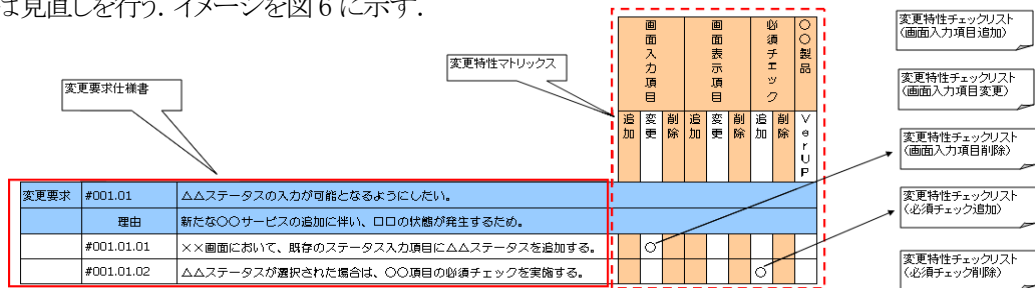 は見直しを行う. イメージを図6に示す.
変更要求仕様書
変更特性マトリックス
画面入力項目
画面表示項目
必須チェック
○○製品
追加
変更
削除
追加
変更
削除
追加
削除
VerUP
変更要求 #001.01 △△ステータスの入力が可能となるようにしたい。
理由 新たな○○サービスの追加に伴い、□□の状態が発生するため。
#001.01.01 ××画面において、既存のステータス入力項目に△△ステータスを追加する。 ○
#001.01.02 △△ステータスが選択された場合は、○○項目の必須チェックを実施する。 ○
変更特性チェックリスト
(画面入力項目追加)
変更特性チェックリスト
(画面入力項目変更)
変更特性チェックリスト
(画面入力項目削除)
変更特性チェックリスト
(必須チェック追加)
変更特性チェックリスト
(必須チェック削除)